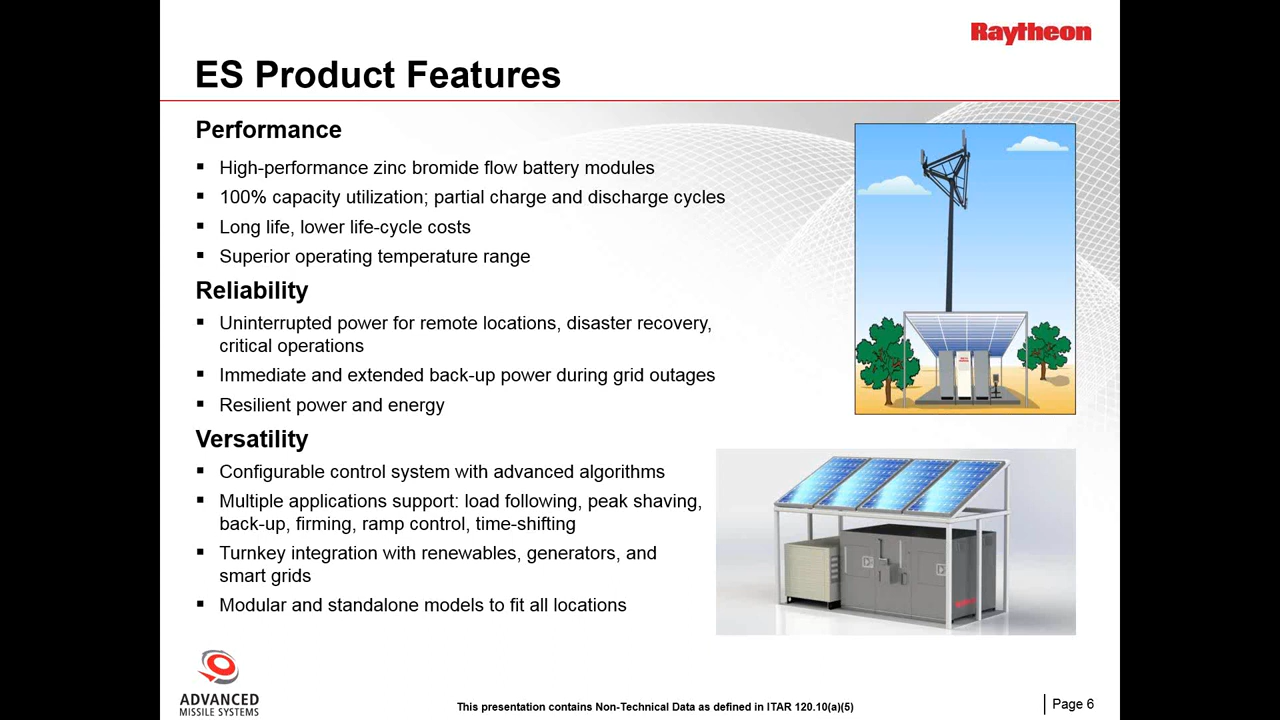 Raytheon
ES Product Features
Performance
▪ High-performance zinc bromide flow battery modules
▪ 100% capacity utilization; partial charge and discharge cycles
▪ Long life, lower life-cycle costs
▪ Superior operating temperature range
Reliability
▪ Uninterrupted power for remote locations, disaster recovery,
critical operations
▪ Immediate and extended back-up power during grid outages
▪ Resilient power and energy
Versatility
▪ Configurable control system with advanced algorithms
▪ Multiple applications support: load following, peak shaving,
back-up, firming, ramp control, time-shifting
▪ Turnkey integration with renewables, generators, and
smart grids
▪ Modular and standalone models to fit all locations
ADVANCED
MISSILE SYSTEMS
This presentation contains Non-Technical Data as defined in ITAR 120.10(a)(5)
Page 6